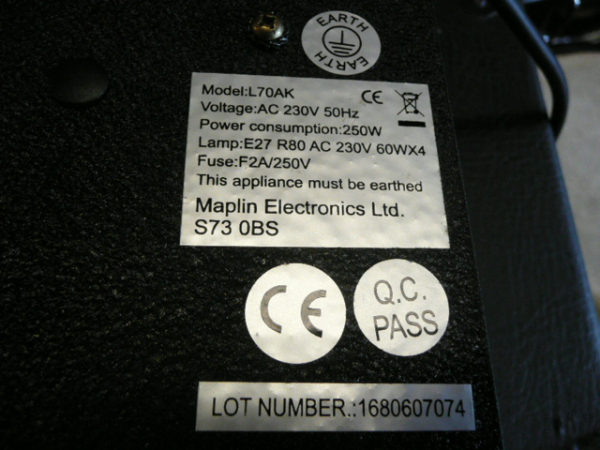 EARTH
EARTH
Model:L70AK
CE
Voltage:AC 230V 50Hz
Power consumption:250W
Lamp:E27 R80 AC 230V 60WX4
Fuse:F2A/250V
This appliance must be earthed
Maplin Electronics Ltd.
S73 0BS
CE
Q.C.
PASS
LOT NUMBER.:1680607074